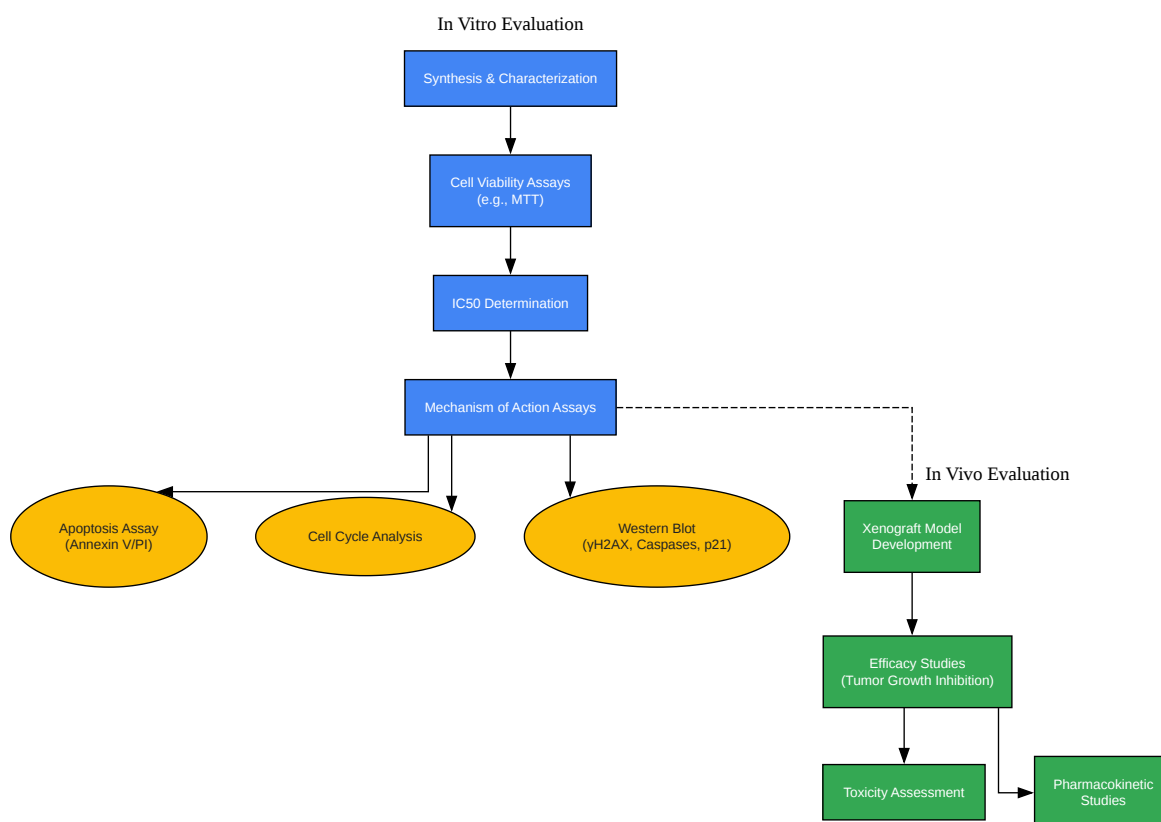 In Vitro Evaluation
Synthesis & Characterization
Cell Viability Assays
(e.g., MTT)
IC50 Determination
Mechanism of Action Assays
In Vivo Evaluation
Apoptosis Assay
(Annexin V/PI)
Cell Cycle Analysis
Western Blot
(γH2AX, Caspases, p21)
Xenograft Model
Development
Efficacy Studies
(Tumor Growth Inhibition)
Toxicity Assessment
Pharmacokinetic
Studies